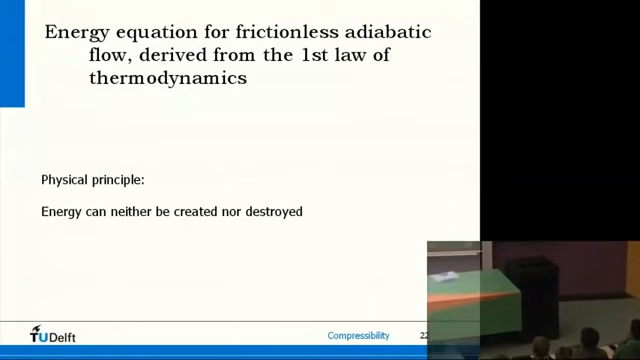 Energy equation for frictionless adiabatic
flow, derived from the 1st law of
thermodynamics
Physical principle:
Energy can neither be created nor destroyed
TUDelft
Compressibility
22